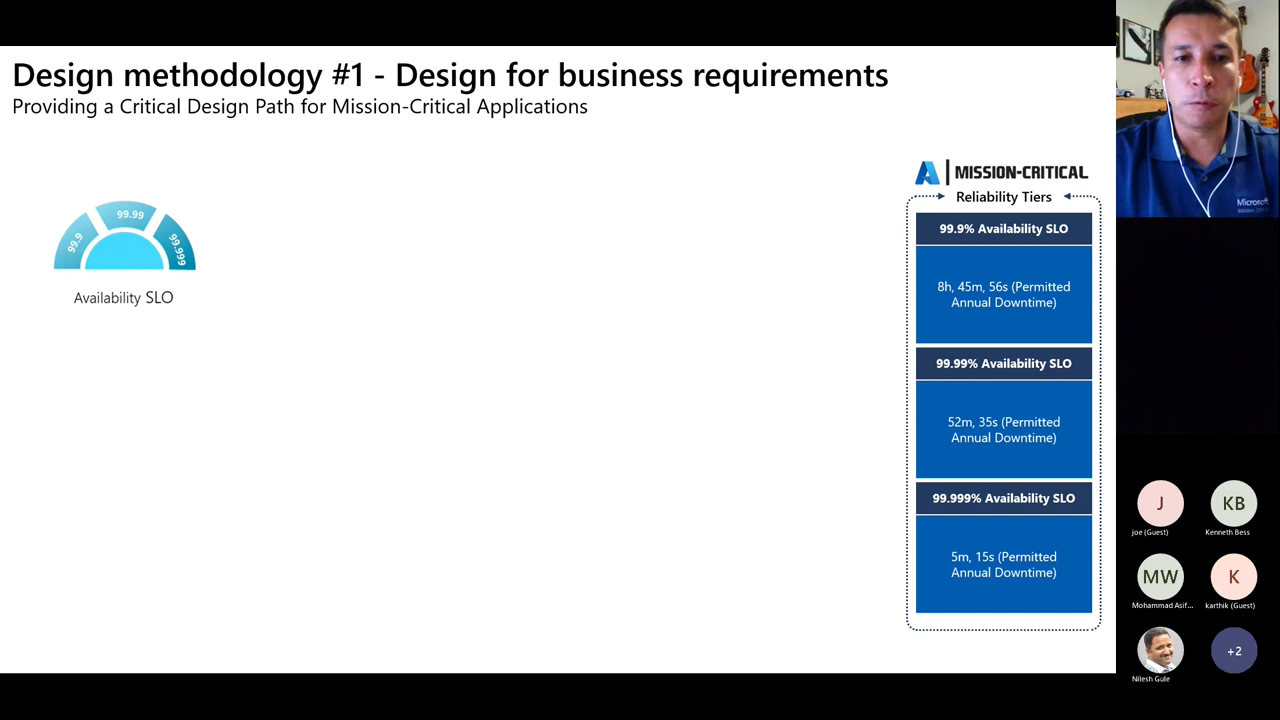 Design methodology #1 - Design for business requirements
Providing a Critical Design Path for Mission-Critical Applications
99.9
99.99
99.999
Availability SLO
MISSION-CRITICAL
Reliability Tiers
99.9% Availability SLO
8h, 45m, 56s (Permitted
Annual Downtime)
99.99% Availability SLO
52m, 35s (Permitted
Annual Downtime)
99.999% Availability SLO
5m, 15s (Permitted
Annual Downtime)
Microsoft
J
joe (Guest)
KB
Kenneth Bess
MW
Mohammad Asif...
K
karthik (Guest)
Nilesh Gule
+2